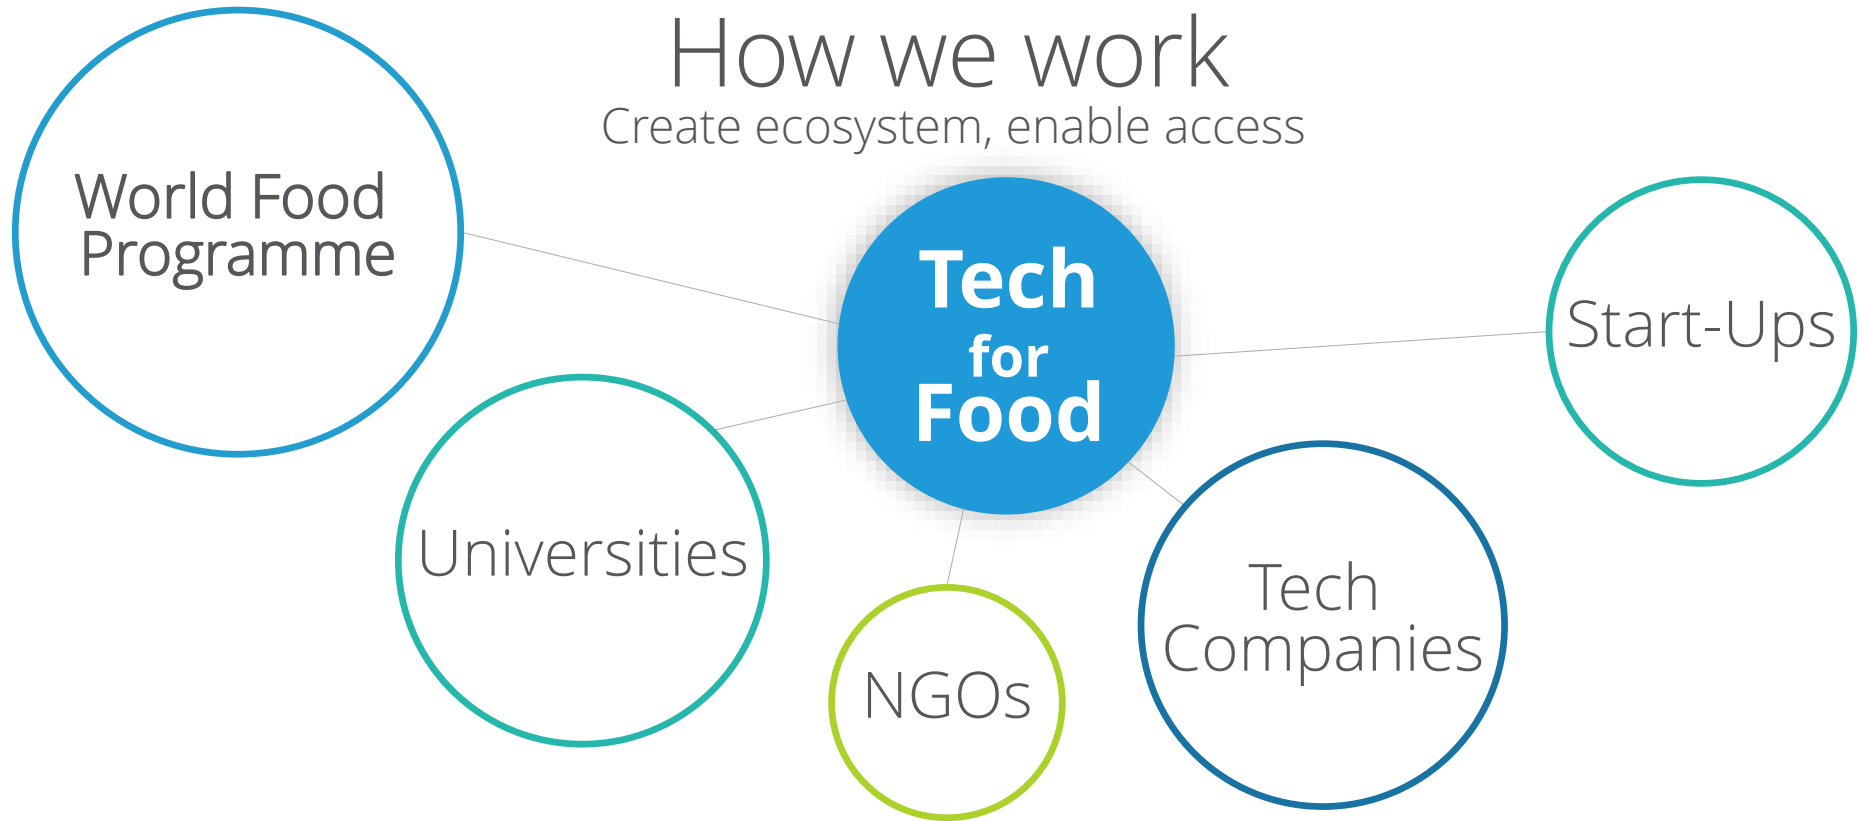 How we work
Create ecosystem, enable access
World Food
Programme
Tech
for
Food
Start-Ups
Universities
Tech
Companies
NGOs